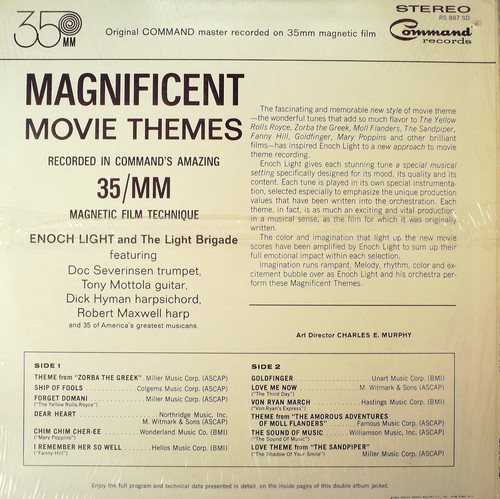 35
MM
Original COMMAND master recorded on 35mm magnetic film
STEREO
RS 887 SD
Command
records
MAGNIFICENT
MOVIE THEMES
RECORDED IN COMMAND'S AMAZING
35/MM
MAGNETIC FILM TECHNIQUE
ENOCH LIGHT and The Light Brigade
featuring
Doc Severinsen trumpet,
Tony Mottola guitar,
Dick Hyman harpsichord,
Robert Maxwell harp
and 35 of America's greatest musicans.
The fascinating and memorable new style of movie theme
—the wonderful tunes that add so much flavor to The Yellow
Rolls Royce, Zorba the Greek, Moll Flanders, The Sandpiper,
Fanny Hill, Goldfinger, Mary Poppins and other brilliant
films—has inspired Enoch Light to a new approach to movie
theme recording.
Enoch Light gives each stunning tune a special musical
setting specifically designed for its mood, its quality and its
content. Each tune is played in its own special instrumenta-
tion, selected especially to emphasize the unique production
values that have been written into the orchestration. Each
theme, in fact, is as much an exciting and vital production
in a musical sense, as the film for which it was originally
written.
The color and imagination that light up the new movie
scores have been amplified by Enoch Light to sum up their
full emotional impact within each selection.
Imagination runs rampant, Melody, rhythm, color and ex-
citement bubble over as Enoch Light and his orchestra per-
form these Magnificent Themes.
Art Director CHARLES E. MURPHY
SIDE 1
THEME from "ZORBA THE GREEK" Miller Music Corp. (ASCAP)
SHIP OF FOOLS Colgems Music Corp. (ASCAP)
FORGET DOMANI Miller Music Corp. (ASCAP)
("The Yellow Rolls-Royce")
DEAR HEART Northridge Music, Inc.
M. Witmark & Sons (ASCAP)
CHIM CHIM CHER-EE Wonderland Music Co. (BMI)
("Mary Poppins")
I REMEMBER HER SO WELL Helios Music Corp. (BMI)
("Fanny Hill")
SIDE 2
GOLDFINGER Unart Music Corp. (BMI)
LOVE ME NOW M. Witmark & Sons (ASCAP)
("The Third Day")
VON RYAN MARCH Hastings Music Corp. (BMI)
("Von Ryan's Express")
THEME from "THE AMOROUS ADVENTURES
OF MOLL FLANDERS" Famous Music Corp. (ASCAP)
THE SOUND OF MUSIC Williamson Music, Inc. (ASCAP)
("The Sound Of Music")
LOVE THEME from "THE SANDPIPER"
("The Shadow Of Your Smile") Miller Music Corp. (ASCAP)
Enjoy the full program and technical data presented in detail, on the inside pages of this double album jacket.